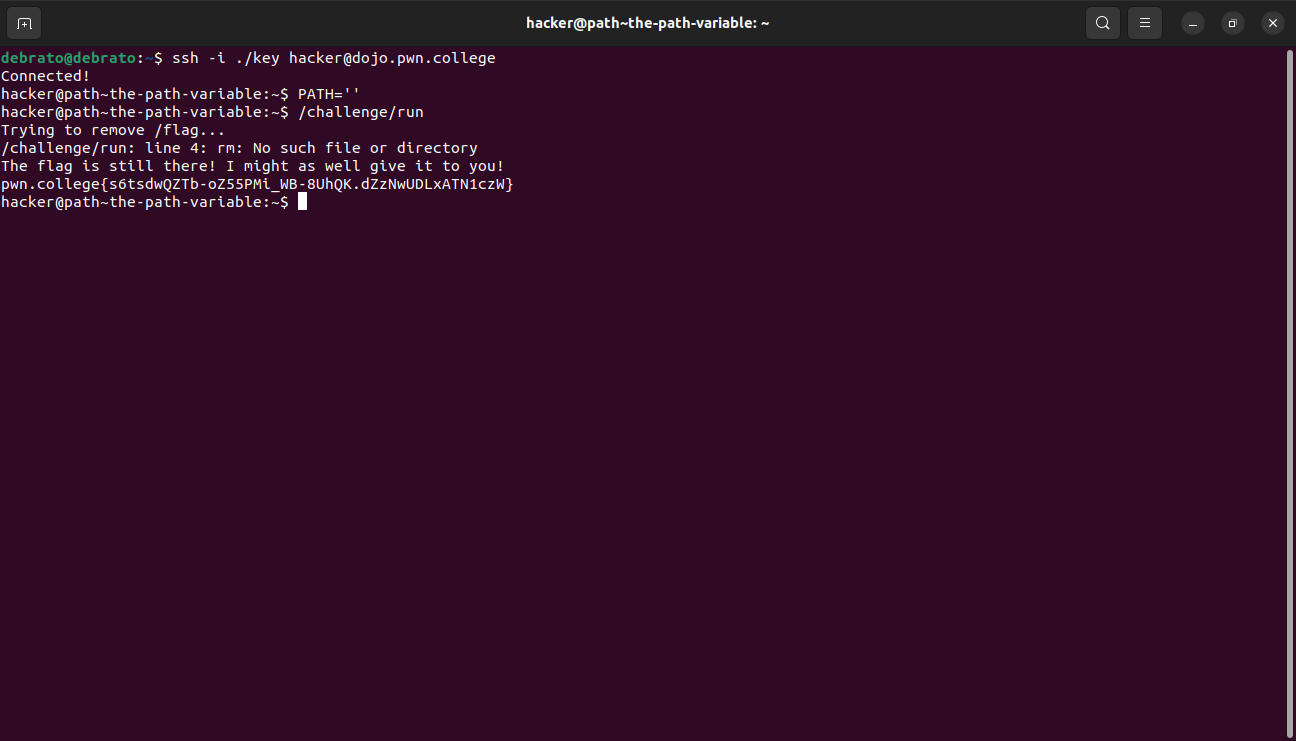 hacker@path~the-path-variable: ~
debrato@debrato:~$ ssh -i ./key hacker@dojo.pwn.college
Connected!
hacker@path~the-path-variable:~$ PATH=''
hacker@path~the-path-variable:~$ /challenge/run
Trying to remove /flag...
/challenge/run: line 4: rm: No such file or directory
The flag is still there! I might as well give it to you!
pwn.college{s6tsdwQZTb-oZ55PMi_WB-8UhQK.dZzNwUDLxATN1czW}
hacker@path~the-path-variable:~$